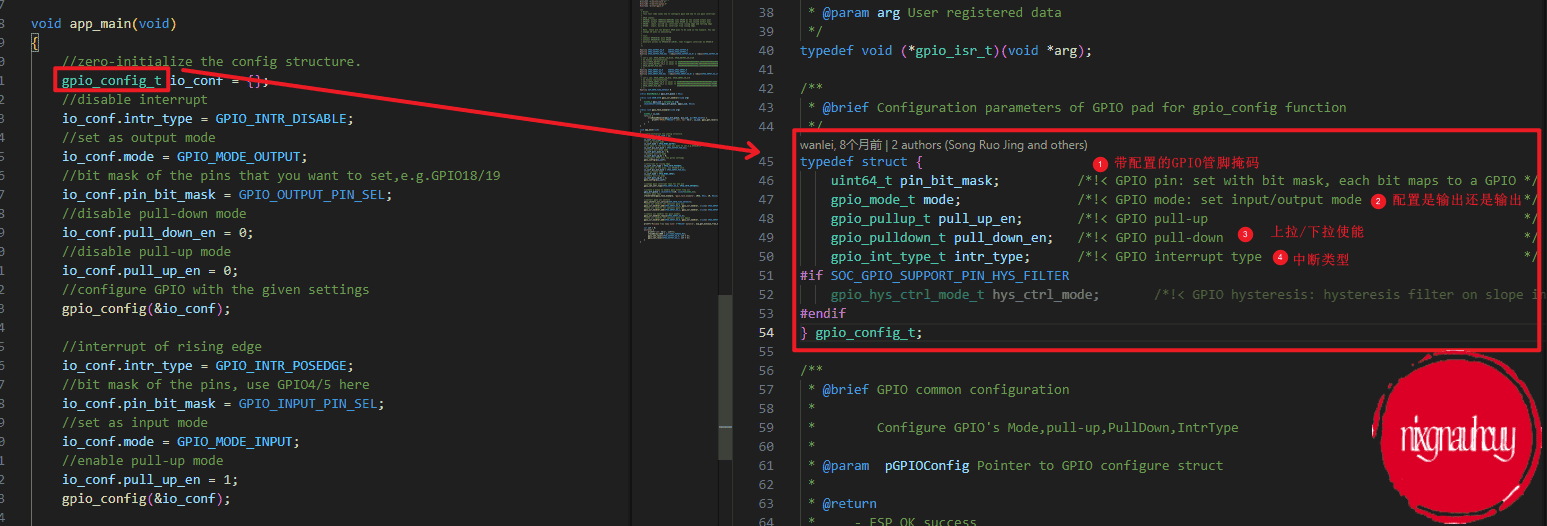 void app_main(void)
{
//zero-initialize the config structure.
gpio_config_t io_conf = {};
//disable interrupt
io_conf.intr_type = GPIO_INTR_DISABLE;
//set as output mode
io_conf.mode = GPIO_MODE_OUTPUT;
//bit mask of the pins that you want to set,e.g.GPIO18/19
io_conf.pin_bit_mask = GPIO_OUTPUT_PIN_SEL;
//disable pull-down mode
io_conf.pull_down_en = 0;
//disable pull-up mode
io_conf.pull_up_en = 0;
//configure GPIO with the given settings
gpio_config(&io_conf);
//interrupt of rising edge
io_conf.intr_type = GPIO_INTR_POSEDGE;
//bit mask of the pins, use GPIO4/5 here
io_conf.pin_bit_mask = GPIO_INPUT_PIN_SEL;
//set as input mode
io_conf.mode = GPIO_MODE_INPUT;
//enable pull-up mode
io_conf.pull_up_en = 1;
gpio_config(&io_conf);
38 * @param arg User registered data
39 */
40 typedef void (*gpio_isr_t)(void *arg);
41
42 /**
43 * @brief Configuration parameters of GPIO pad for gpio_config function
44 */
wanlei, 8个月前 | 2 authors (Song Ruo Jing and others)
45 typedef struct { 1 带配置的GPIO管脚掩码
46 uint64_t pin_bit_mask; /*!< GPIO pin: set with bit mask, each bit maps to a GPIO */
47 gpio_mode_t mode; /*!< GPIO mode: set input/output mode 2 配置是输出还是输出 */
48 gpio_pullup_t pull_up_en; /*!< GPIO pull-up */
49 gpio_pulldown_t pull_down_en; /*!< GPIO pull-down 3 上拉/下拉使能 */
50 gpio_int_type_t intr_type; /*!< GPIO interrupt type 4 中断类型 */
51 #if SOC_GPIO_SUPPORT_PIN_HYS_FILTER
52 gpio_hys_ctrl_mode_t hys_ctrl_mode; /*!< GPIO hysteresis: hysteresis filter on slope in
53 #endif
54 } gpio_config_t;
55
56 /**
57 * @brief GPIO common configuration
58 *
59 * Configure GPIO's Mode,pull-up,PullDown,IntrType
60 *
61 * @param pGPIOConfig Pointer to GPIO configure struct
62 *
63 * @return
64 * - ESP_OK success
nixgnauhcuy